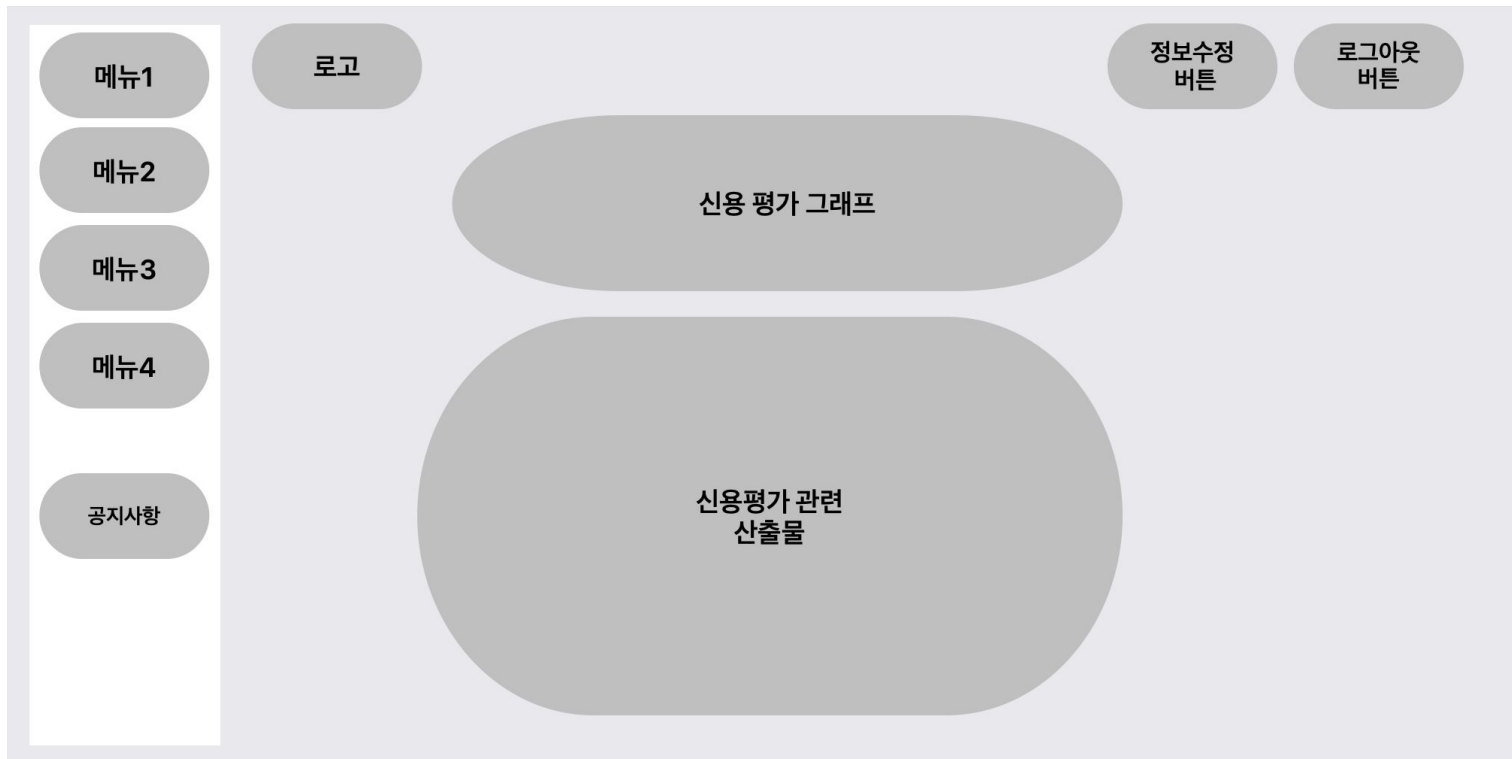 메뉴1
메뉴2
메뉴3
메뉴4
공지사항
로고
정보수정
버튼
로그아웃
버튼
신용 평가 그래프
신용평가 관련
산출물